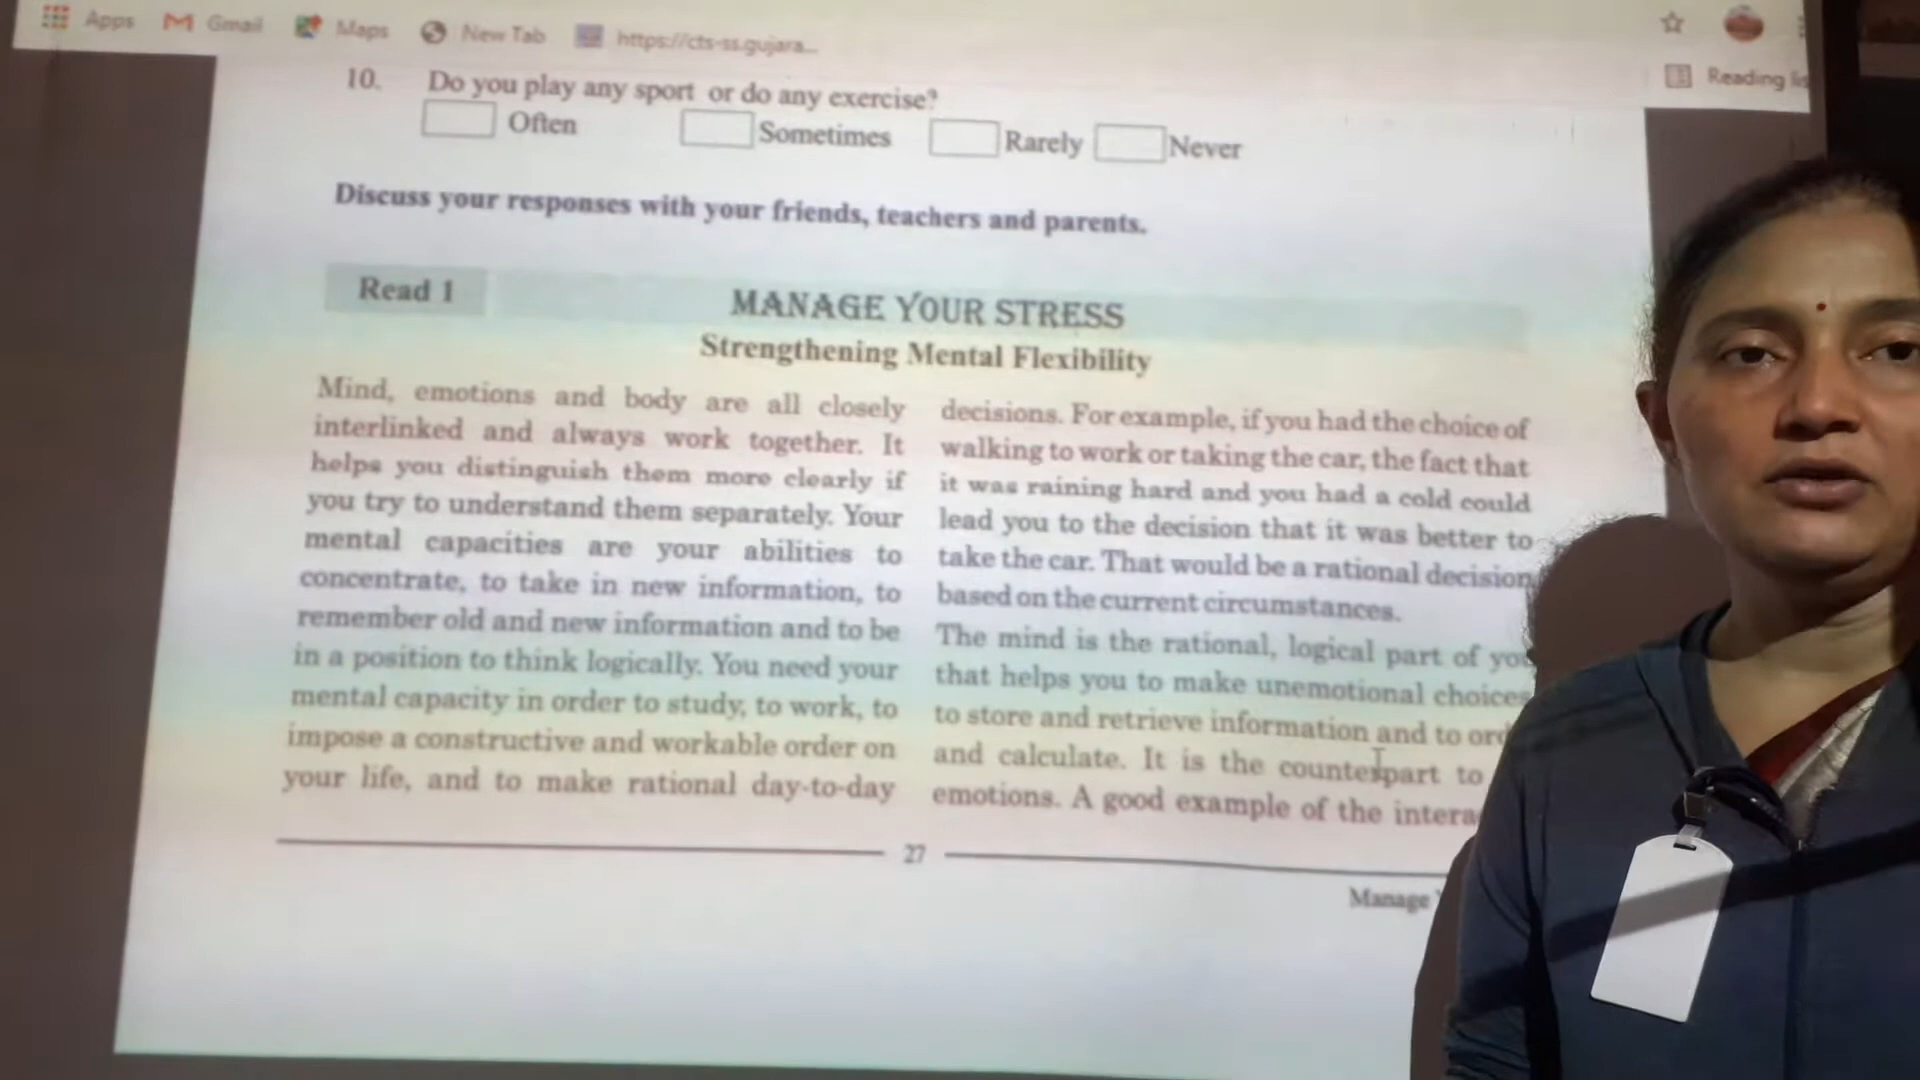 Apps Gmail Maps New Tab https://cts-ss.gujara...
Reading lis
10. Do you play any sport or do any exercise?
Often Sometimes Rarely Never
Discuss your responses with your friends, teachers and parents.
Read 1
MANAGE YOUR STRESS
Strengthening Mental Flexibility
Mind, emotions and body are all closely
interlinked and always work together. It
helps you distinguish them more clearly if
you try to understand them separately. Your
mental capacities are your abilities to
concentrate, to take in new information, to
remember old and new information and to be
in a position to think logically. You need your
mental capacity in order to study, to work, to
impose a constructive and workable order on
your life, and to make rational day-to-day
decisions. For example, if you had the choice of
walking to work or taking the car, the fact that
it was raining hard and you had a cold could
lead you to the decision that it was better to
take the car. That would be a rational decision
based on the current circumstances.
The mind is the rational, logical part of you
that helps you to make unemotional choices
to store and retrieve information and to ord
and calculate. It is the counterpart to
emotions. A good example of the intera
27
Manage